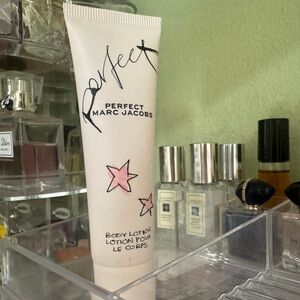 perfect
PERFECT
MARC JACOBS
BODY LOTION
LOTION POUR
LE CORPS